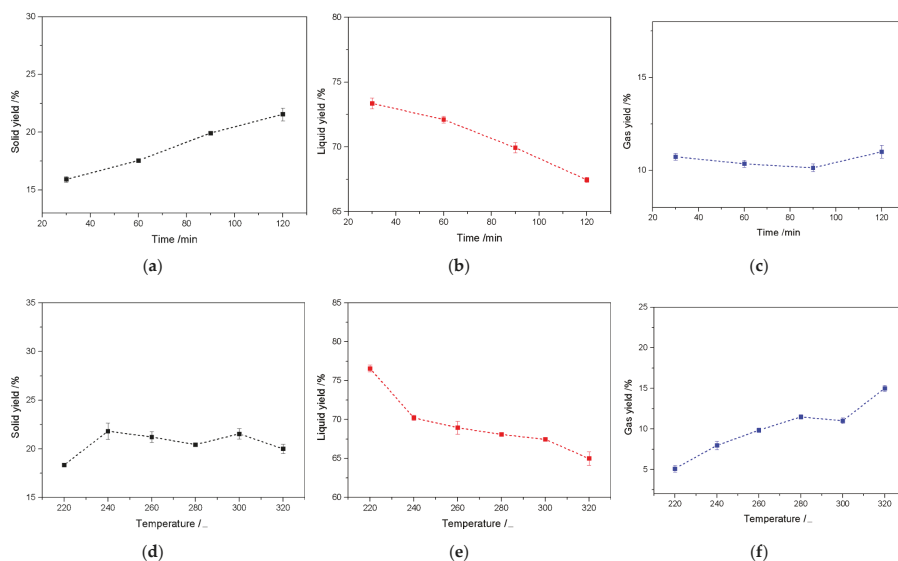 30
25
20
15
Solid yield /%
20 40 60 80 100 120
Time /min
(a)
80
75
70
65
Liquid yield /%
20 40 60 80 100 120
Time /min
(b)
15
10
Gas yield /%
20 40 60 80 100 120
Time /min
(c)
35
30
25
20
15
Solid yield /%
220 240 260 280 300 320
Temperature /_
(d)
85
80
75
70
65
60
Liquid yield /%
220 240 260 280 300 320
Temperature /_
(e)
25
20
15
10
5
Gas yield /%
220 240 260 280 300 320
Temperature /_
(f)